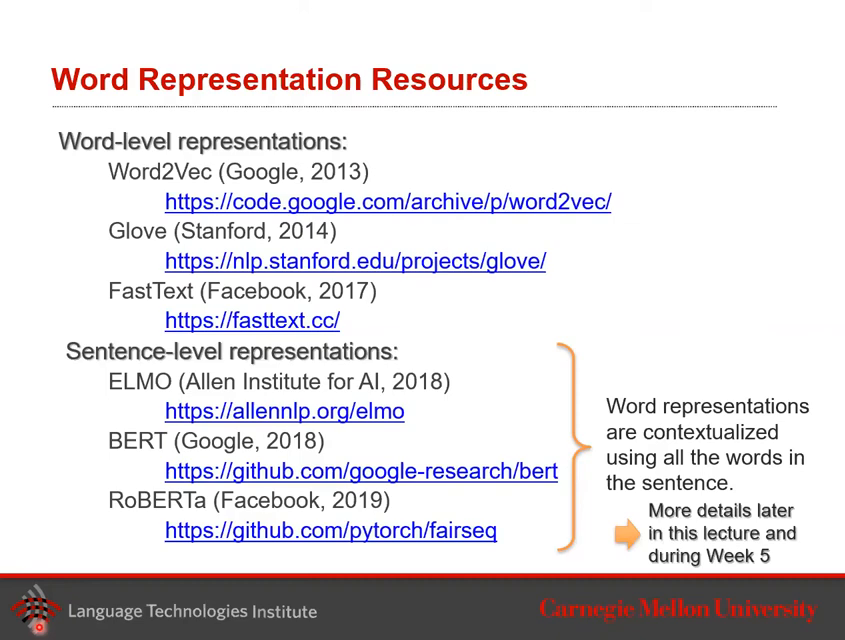 Word Representation Resources
Word-level representations:
Word2Vec (Google, 2013)
https://code.google.com/archive/p/word2vec/
Glove (Stanford, 2014)
https://nlp.stanford.edu/projects/glove/
FastText (Facebook, 2017)
https://fasttext.cc/
Sentence-level representations:
ELMO (Allen Institute for AI, 2018)
https://allennlp.org/elmo
BERT (Google, 2018)
https://github.com/google-research/bert
RoBERTa (Facebook, 2019)
https://github.com/pytorch/fairseq
Word representations
are contextualized
using all the words in
the sentence.
More details later
in this lecture and
during Week 5
Language Technologies Institute
Carnegie Mellon University